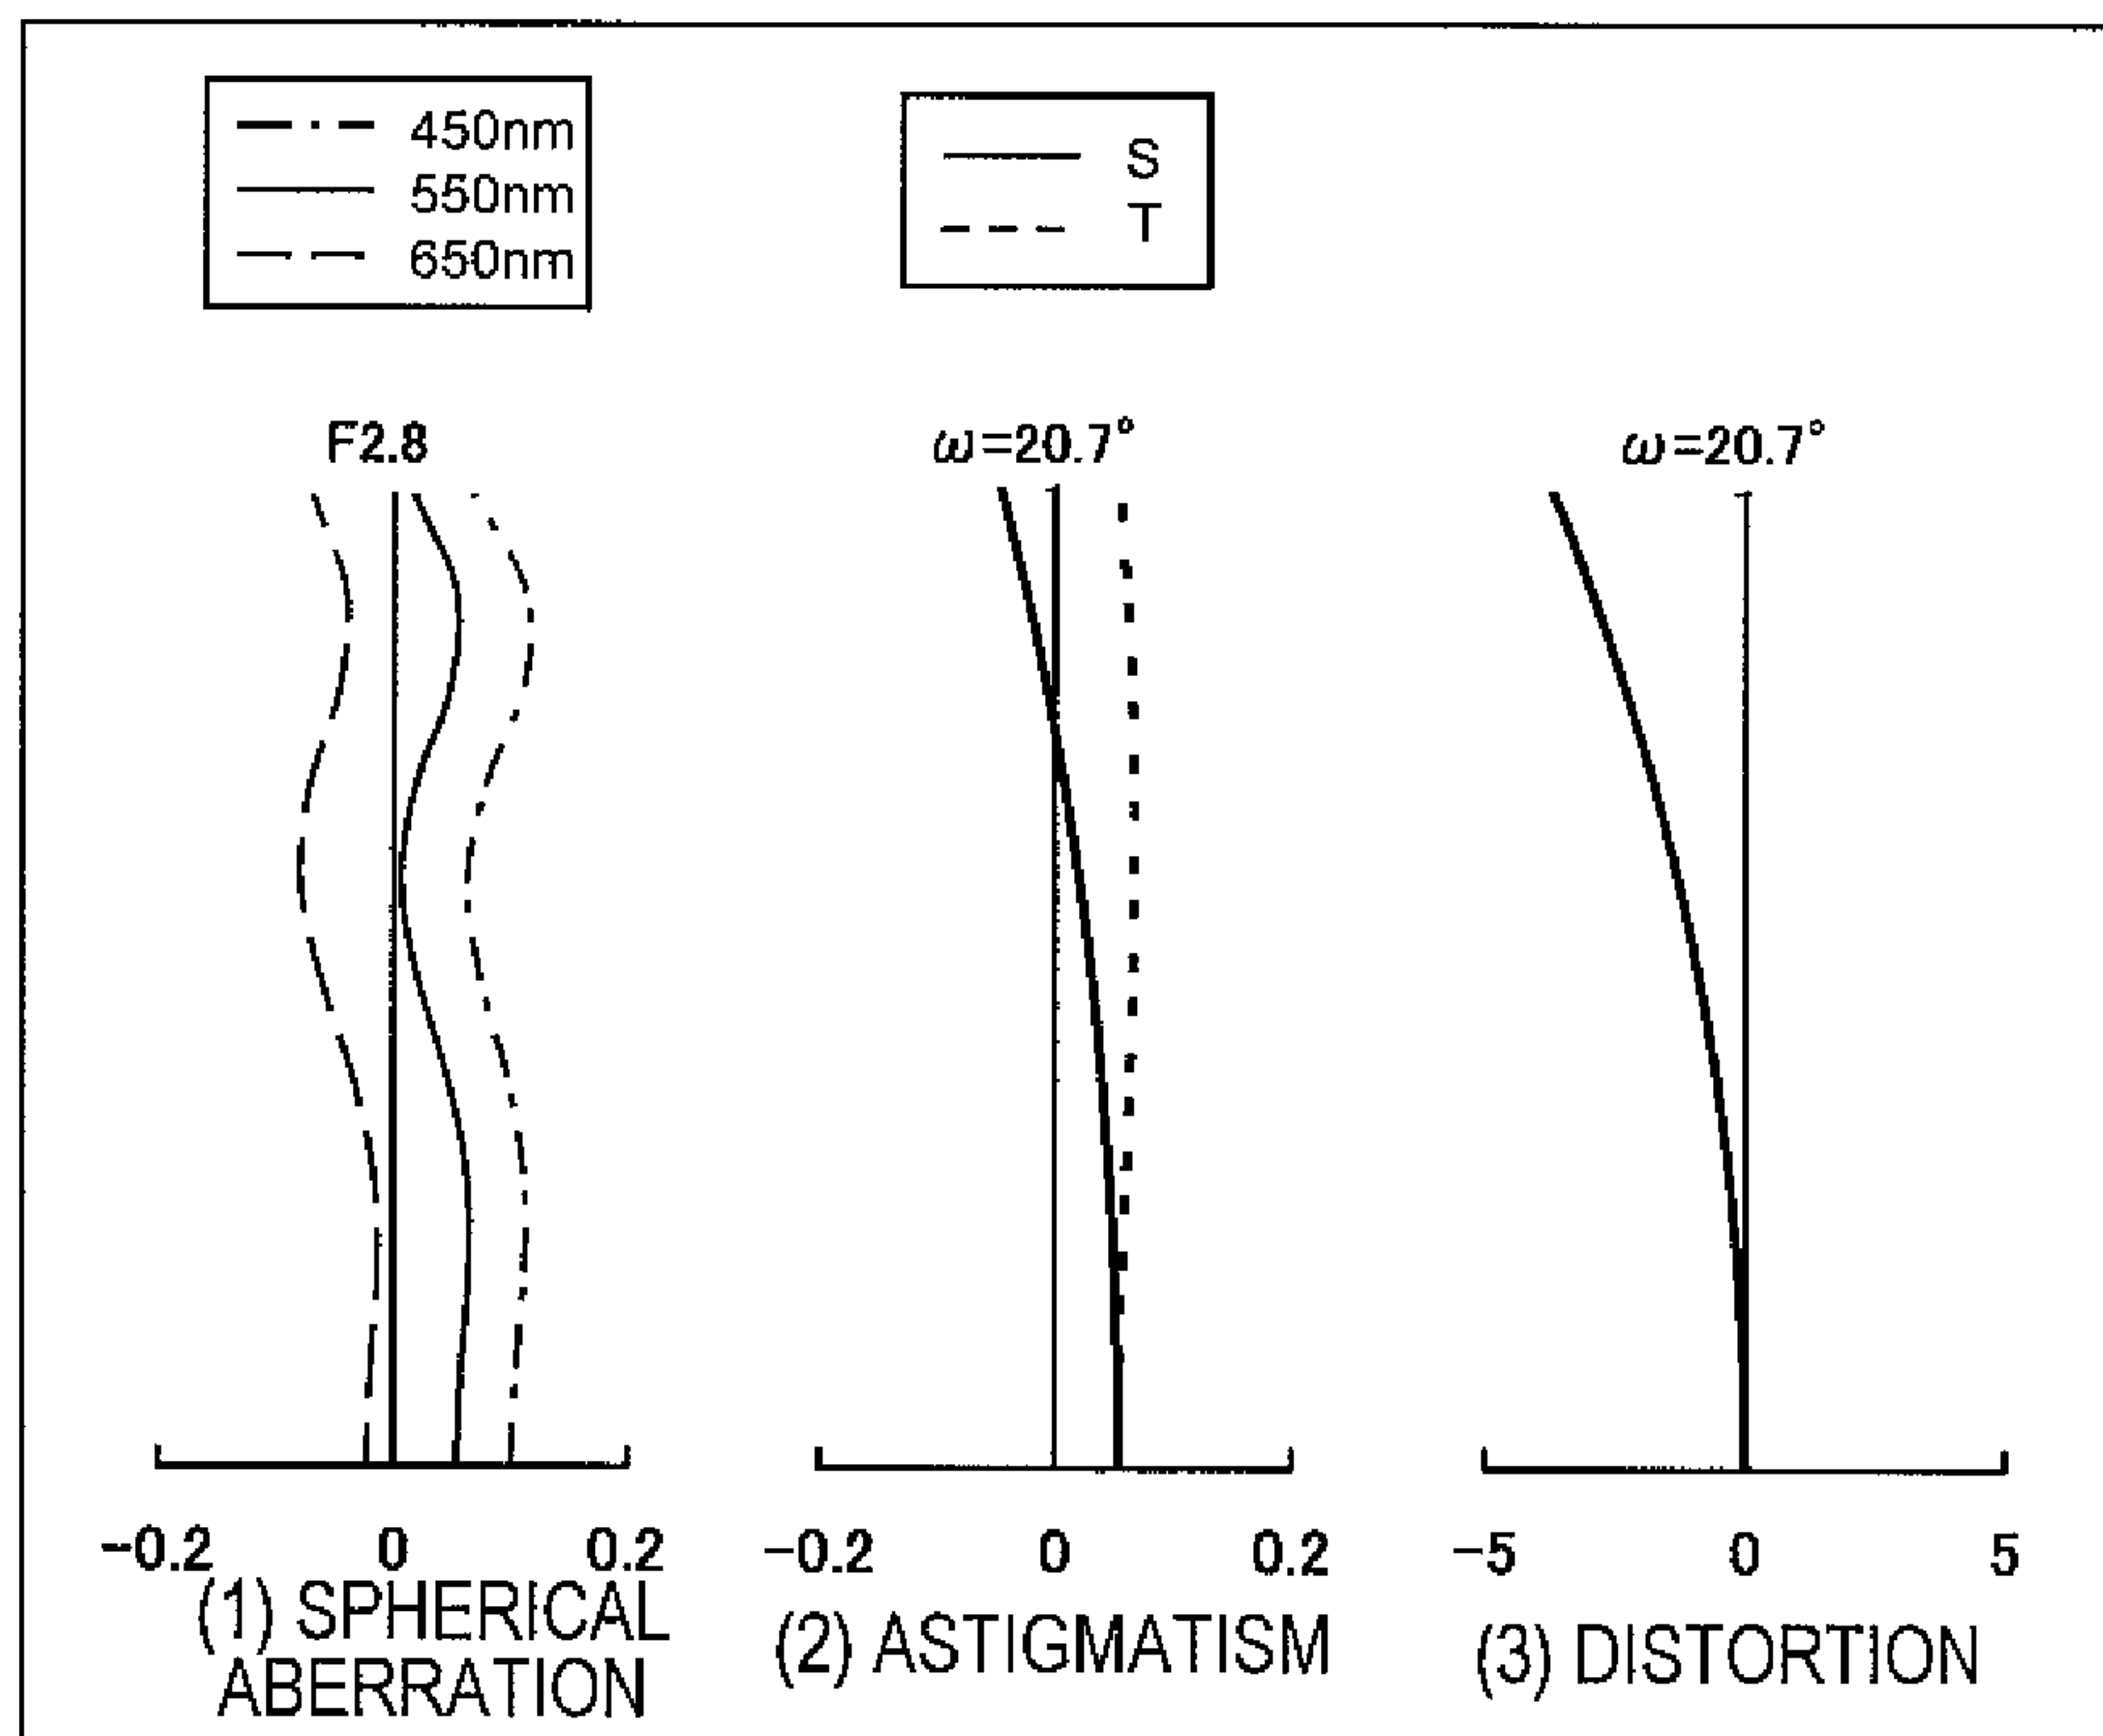 450nm
550nm
650nm
S
T
F2.8
ω=20.7°
ω=20.7°
-0.2 0 0.2
-0.2 0 0.2
-5 0 5
(1) SPHERICAL
ABERRATION
(2) ASTIGMATISM
(3) DISTORTION